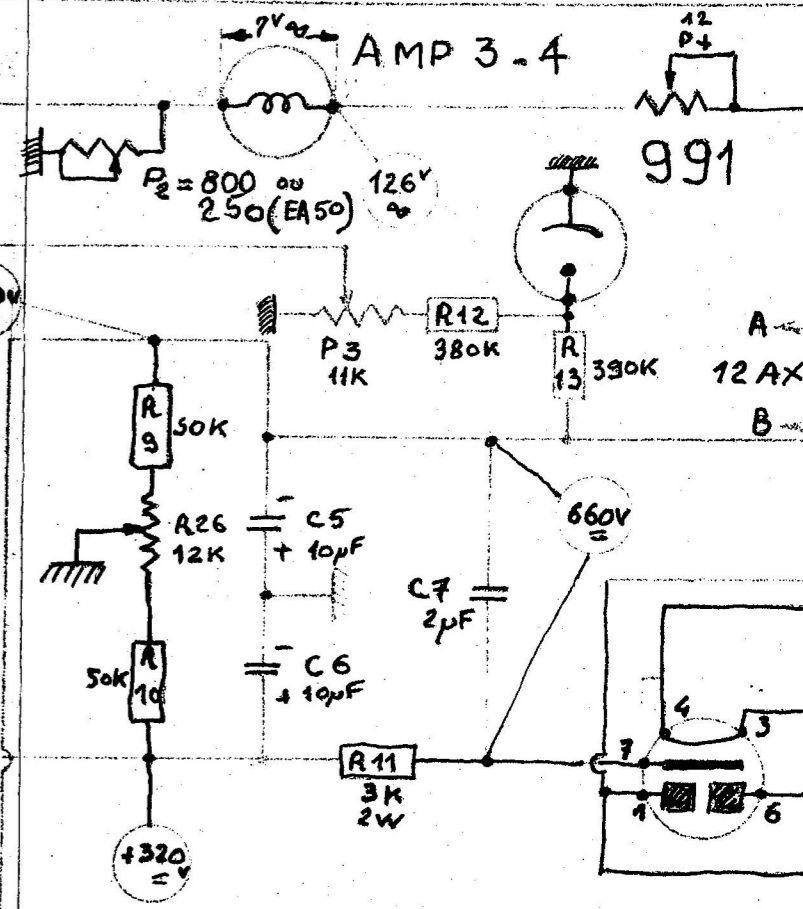 7V
AMP 3-4
12
P+
991
P2 = 800 ou
250 (EA50)
126V
R12
380K
P3
11K
R
13
390K
A
12 AX
B
R
9
50K
R26
12K
C5
10µF
-
+
660V
=
C7
2µF
C6
10µF
-
+
50K
R
10
R11
3K
2W
4
3
7
1
6
+320V
=